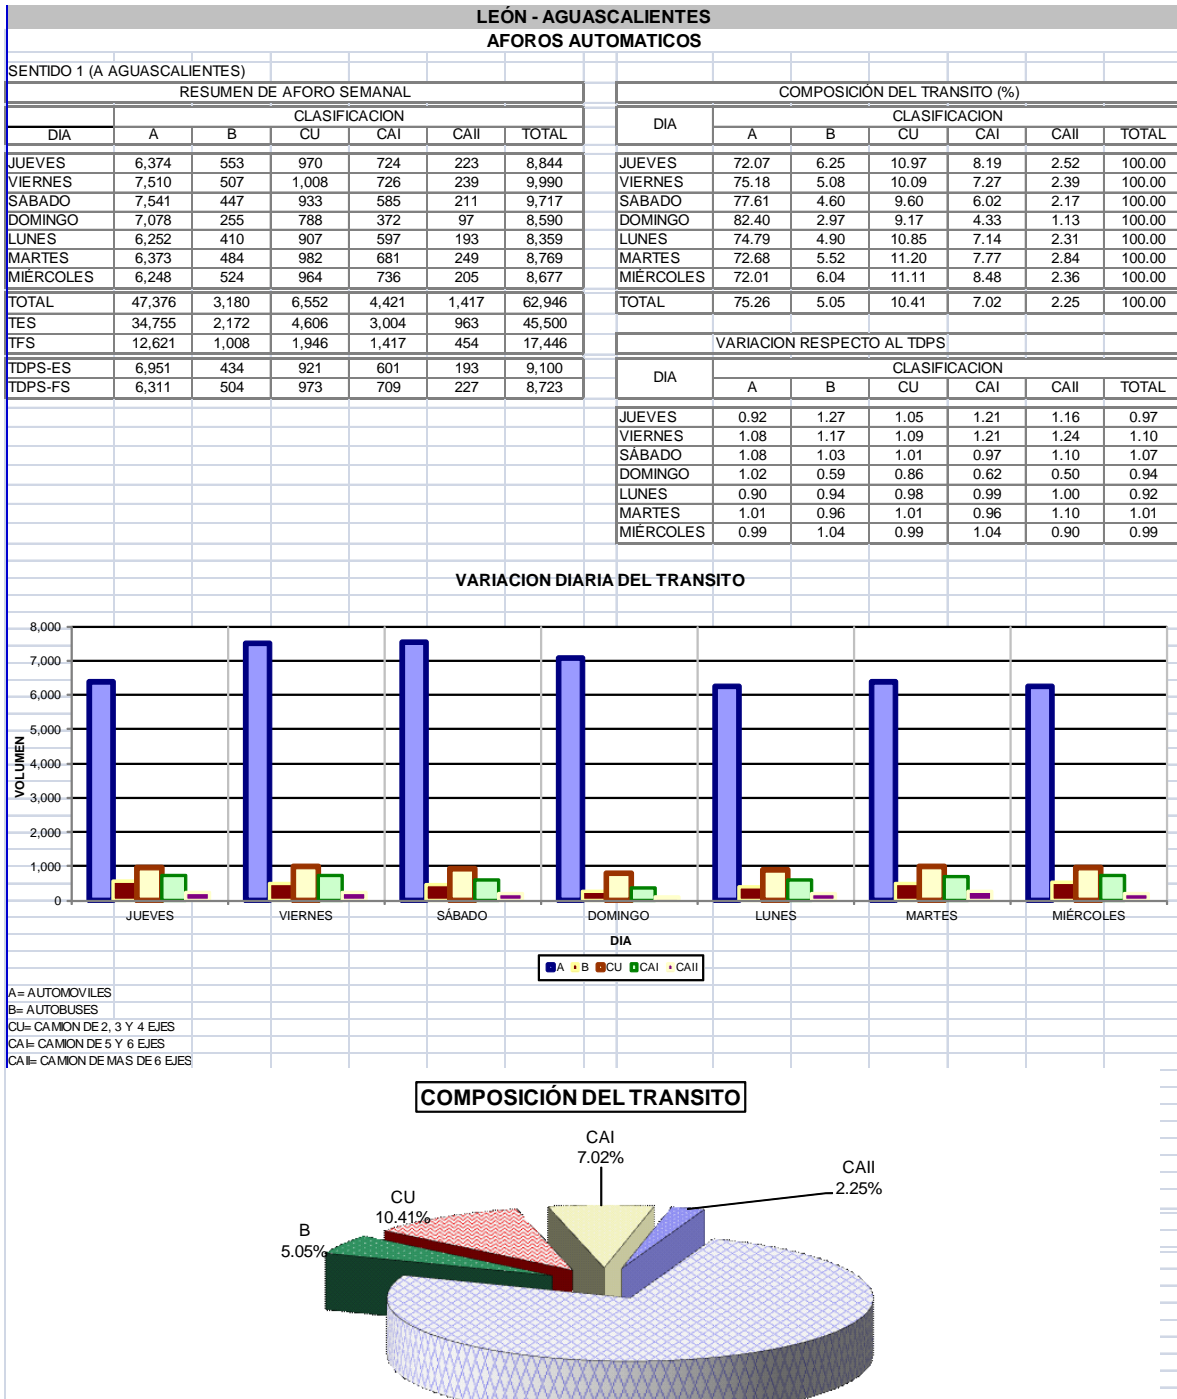 LEÓN - AGUASCALIENTES
AFOROS AUTOMATICOS
SENTIDO 1 (A AGUASCALIENTES)
RESUMEN DE AFORO SEMANAL
CLASIFICACION
DIA A B CU CAI CAII TOTAL
JUEVES 6,374 553 970 724 223 8,844
VIERNES 7,510 507 1,008 726 239 9,990
SÁBADO 7,541 447 933 585 211 9,717
DOMINGO 7,078 255 788 372 97 8,590
LUNES 6,252 410 907 597 193 8,359
MARTES 6,373 484 982 681 249 8,769
MIÉRCOLES 6,248 524 964 736 205 8,677
TOTAL 47,376 3,180 6,552 4,421 1,417 62,946
TES 34,755 2,172 4,606 3,004 963 45,500
TFS 12,621 1,008 1,946 1,417 454 17,446
TDPS-ES 6,951 434 921 601 193 9,100
TDPS-FS 6,311 504 973 709 227 8,723
COMPOSICIÓN DEL TRANSITO (%)
CLASIFICACION
DIA A B CU CAI CAII TOTAL
JUEVES 72.07 6.25 10.97 8.19 2.52 100.00
VIERNES 75.18 5.08 10.09 7.27 2.39 100.00
SÁBADO 77.61 4.60 9.60 6.02 2.17 100.00
DOMINGO 82.40 2.97 9.17 4.33 1.13 100.00
LUNES 74.79 4.90 10.85 7.14 2.31 100.00
MARTES 72.68 5.52 11.20 7.77 2.84 100.00
MIÉRCOLES 72.01 6.04 11.11 8.48 2.36 100.00
TOTAL 75.26 5.05 10.41 7.02 2.25 100.00
VARIACION RESPECTO AL TDPS
CLASIFICACION
DIA A B CU CAI CAII TOTAL
JUEVES 0.92 1.27 1.05 1.21 1.16 0.97
VIERNES 1.08 1.17 1.09 1.21 1.24 1.10
SÁBADO 1.08 1.03 1.01 0.97 1.10 1.07
DOMINGO 1.02 0.59 0.86 0.62 0.50 0.94
LUNES 0.90 0.94 0.98 0.99 1.00 0.92
MARTES 1.01 0.96 1.01 0.96 1.10 1.01
MIÉRCOLES 0.99 1.04 0.99 1.04 0.90 0.99
VARIACION DIARIA DEL TRANSITO
VOLUMEN
8,000
7,000
6,000
5,000
4,000
3,000
2,000
1,000
0
JUEVES VIERNES SÁBADO DOMINGO LUNES MARTES MIÉRCOLES
DIA
A B CU CAI CAII
A= AUTOMOVILES
B= AUTOBUSES
CU= CAMION DE 2, 3 Y 4 EJES
CAI= CAMION DE 5 Y 6 EJES
CAII= CAMION DE MAS DE 6 EJES
COMPOSICIÓN DEL TRANSITO
CAI
7.02%
CAII
2.25%
CU
10.41%
B
5.05%